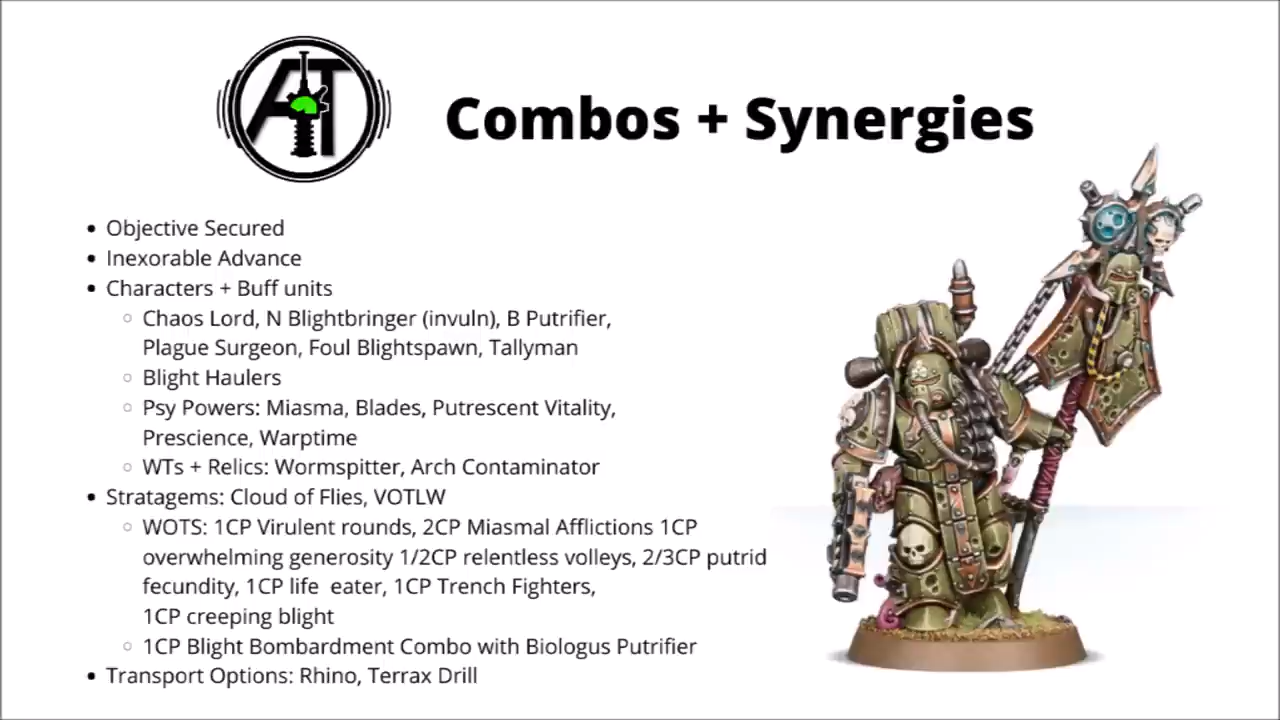 AT
Combos + Synergies
• Objective Secured
• Inexorable Advance
• Characters + Buff units
◦ Chaos Lord, N Blightbringer (invuln), B Putrifier,
Plague Surgeon, Foul Blightspawn, Tallyman
◦ Blight Haulers
◦ Psy Powers: Miasma, Blades, Putrescent Vitality,
Prescience, Warptime
◦ WTs + Relics: Wormspitter, Arch Contaminator
• Stratagems: Cloud of Flies, VOTLW
◦ WOTS: 1CP Virulent rounds, 2CP Miasmal Afflictions 1CP
overwhelming generosity 1/2CP relentless volleys, 2/3CP putrid
fecundity, 1CP life eater, 1CP Trench Fighters,
1CP creeping blight
◦ 1CP Blight Bombardment Combo with Biologus Putrifier
• Transport Options: Rhino, Terrax Drill